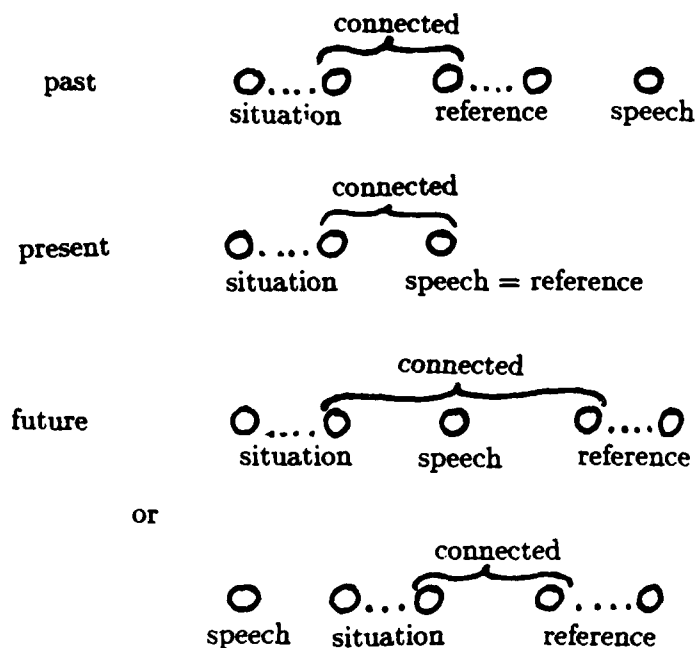 connected
past
situation reference speech
connected
present
situation speech = reference
connected
future
situation speech reference
or
connected
speech situation reference